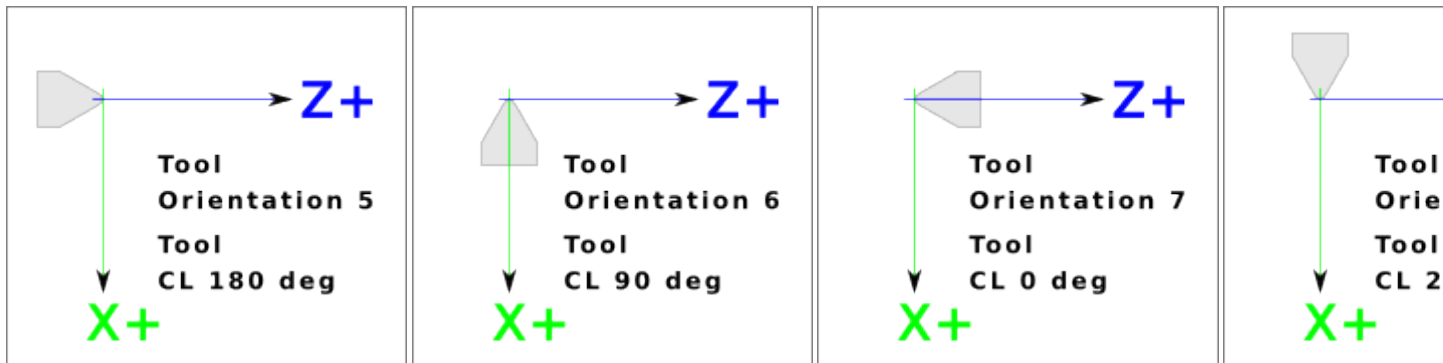 Z+
Tool
Orientation 5
Tool
CL 180 deg
X+
Z+
Tool
Orientation 6
Tool
CL 90 deg
X+
Z+
Tool
Orientation 7
Tool
CL 0 deg
X+
Tool
Tool
CL
X+